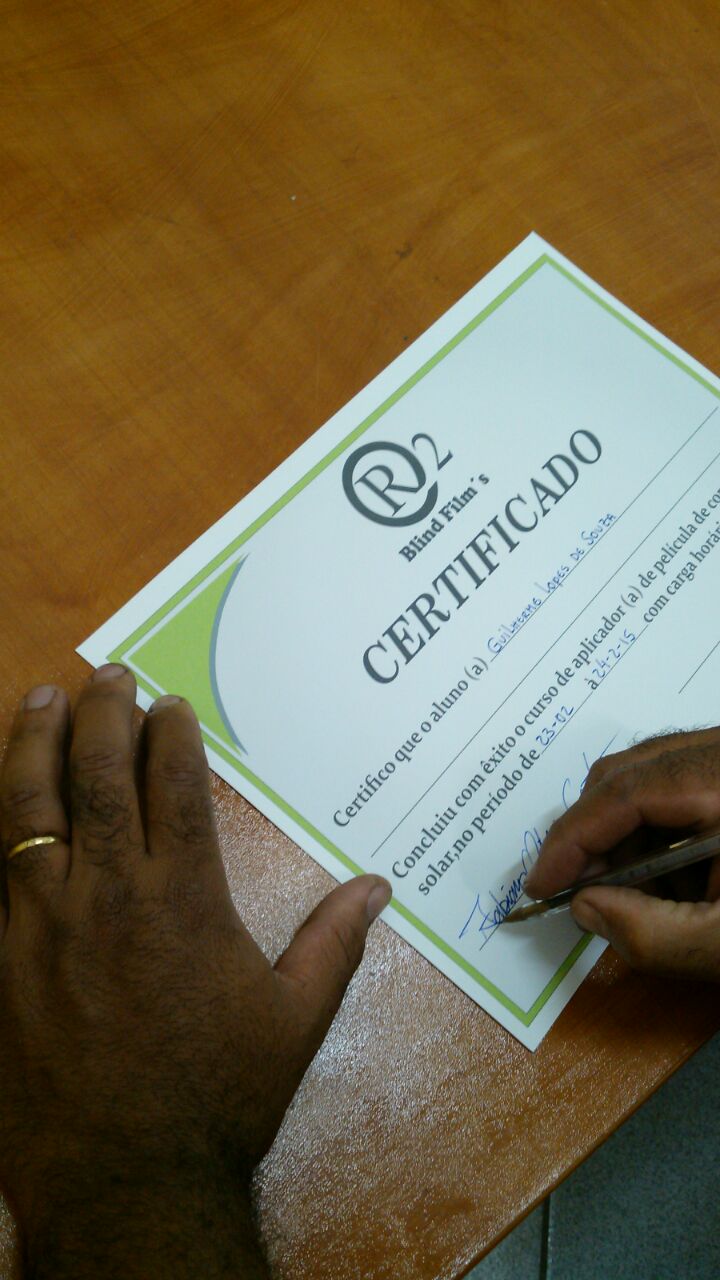 R2
Blind Film´s
CERTIFICADO
Certifico que o aluno (a) GUILHERME LOPES DE SOUZA
Concluiu com êxito o curso de aplicador (a) de película de
solar,no período de 23-02 à 24-2-15 com carga
Fabiano